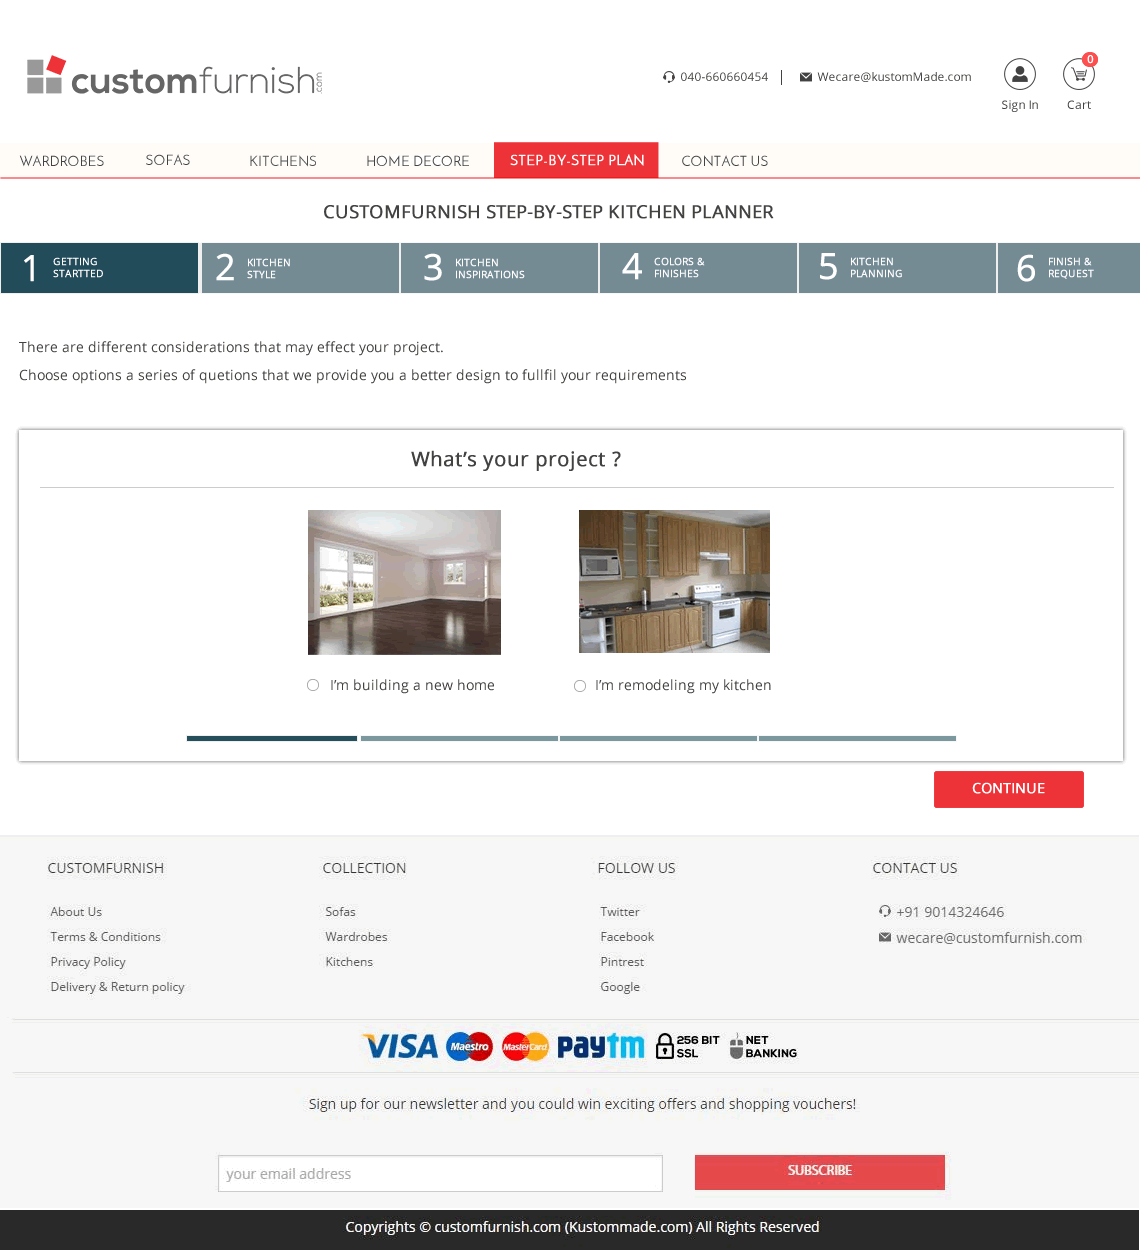 customfurnish.com
040-660660454
Wecare@kustomMade.com
0
Sign In
Cart
WARDROBES
SOFAS
KITCHENS
HOME DECORE
STEP-BY-STEP PLAN
CONTACT US
CUSTOMFURNISH STEP-BY-STEP KITCHEN PLANNER
1 GETTING
STARTTED
2 KITCHEN
STYLE
3 KITCHEN
INSPIRATIONS
4 COLORS &
FINISHES
5 KITCHEN
PLANNING
6 FINISH &
REQUEST
There are different considerations that may effect your project.
Choose options a series of quetions that we provide you a better design to fullfil your requirements
What's your project ?
I'm building a new home
I'm remodeling my kitchen
CONTINUE
CUSTOMFURNISH
About Us
Terms & Conditions
Privacy Policy
Delivery & Return policy
COLLECTION
Sofas
Wardrobes
Kitchens
FOLLOW US
Twitter
Facebook
Pintrest
Google
CONTACT US
+91 9014324646
wecare@customfurnish.com
VISA
Maestro
MasterCard
paytm
256 BIT
SSL
NET
BANKING
Sign up for our newsletter and you could win exciting offers and shopping vouchers!
your email address
SUBSCRIBE
Copyrights © customfurnish.com (Kustommade.com) All Rights Reserved